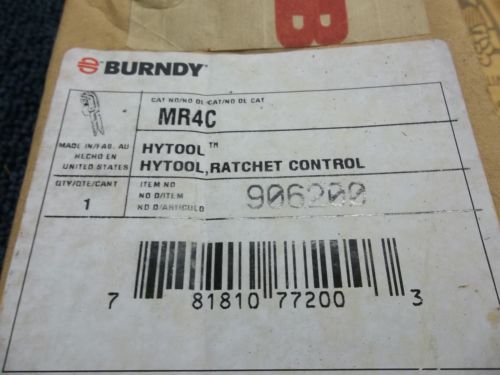 B
BURNDY
CAT NO/NO DE CAT/NO DE CAT
MR4C
MADE IN/FAB. AU
HECHO EN
UNITED STATES
HYTOOL™
HYTOOL, RATCHET CONTROL
QTY/QTE/CANT
1
ITEM NO
NO D/ITEM
NO D/ARTICULO
906200
7 81810 77200 3